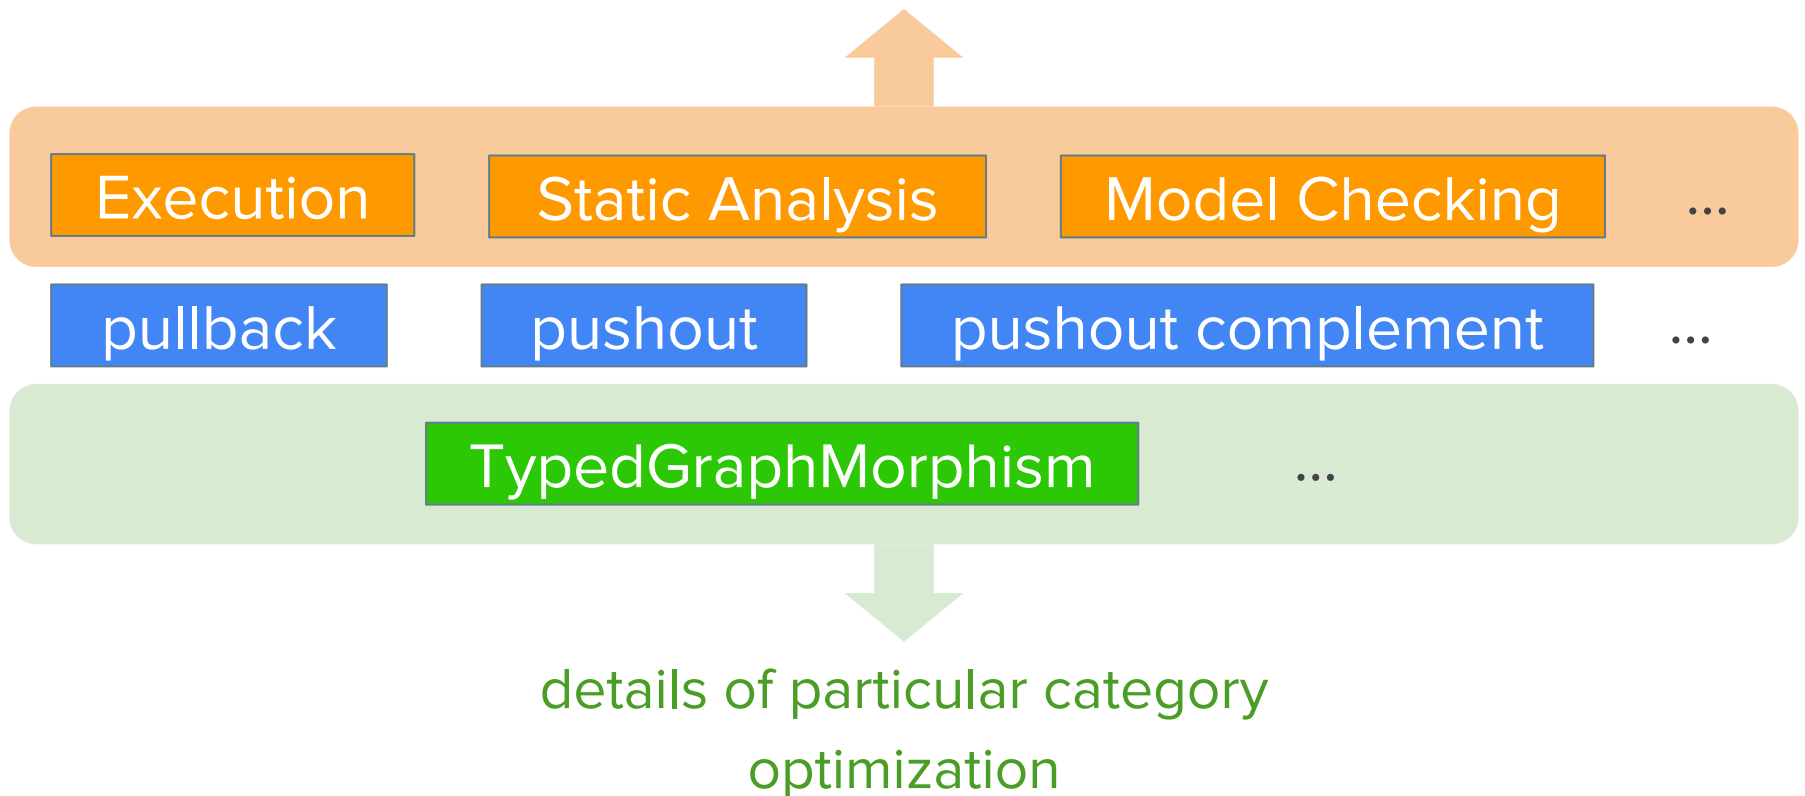 Execution Static Analysis Model Checking ...
pullback pushout pushout complement ...
TypedGraphMorphism ...
details of particular category
optimization